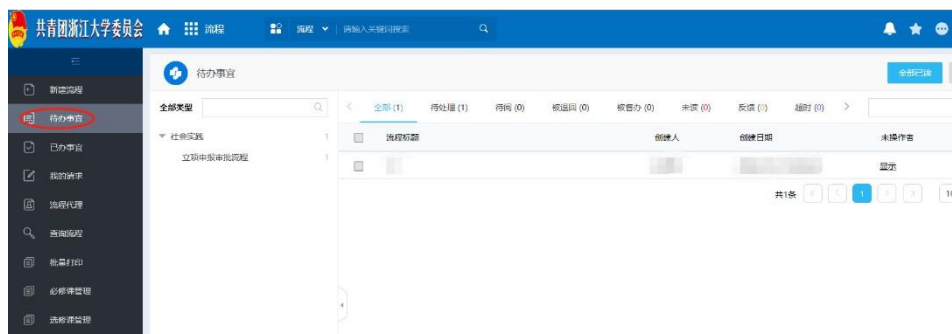 共青团浙江大学委员会 流程 流程 请输入关键词搜索
新建流程
待办事宜
已办事宜
我的请求
流程代理
查询流程
批量打印
必修课管理
选修课管理
待办事宜 全部已读
全部类型
社会实践 1
立项申报审批流程 1
全部 (1) 待处理 (1) 待阅 (0) 被退回 (0) 被督办 (0) 未读 (0) 反馈 (0) 超时 (0)
流程标题 创建人 创建日期 未操作者
显示
共1条 1 10